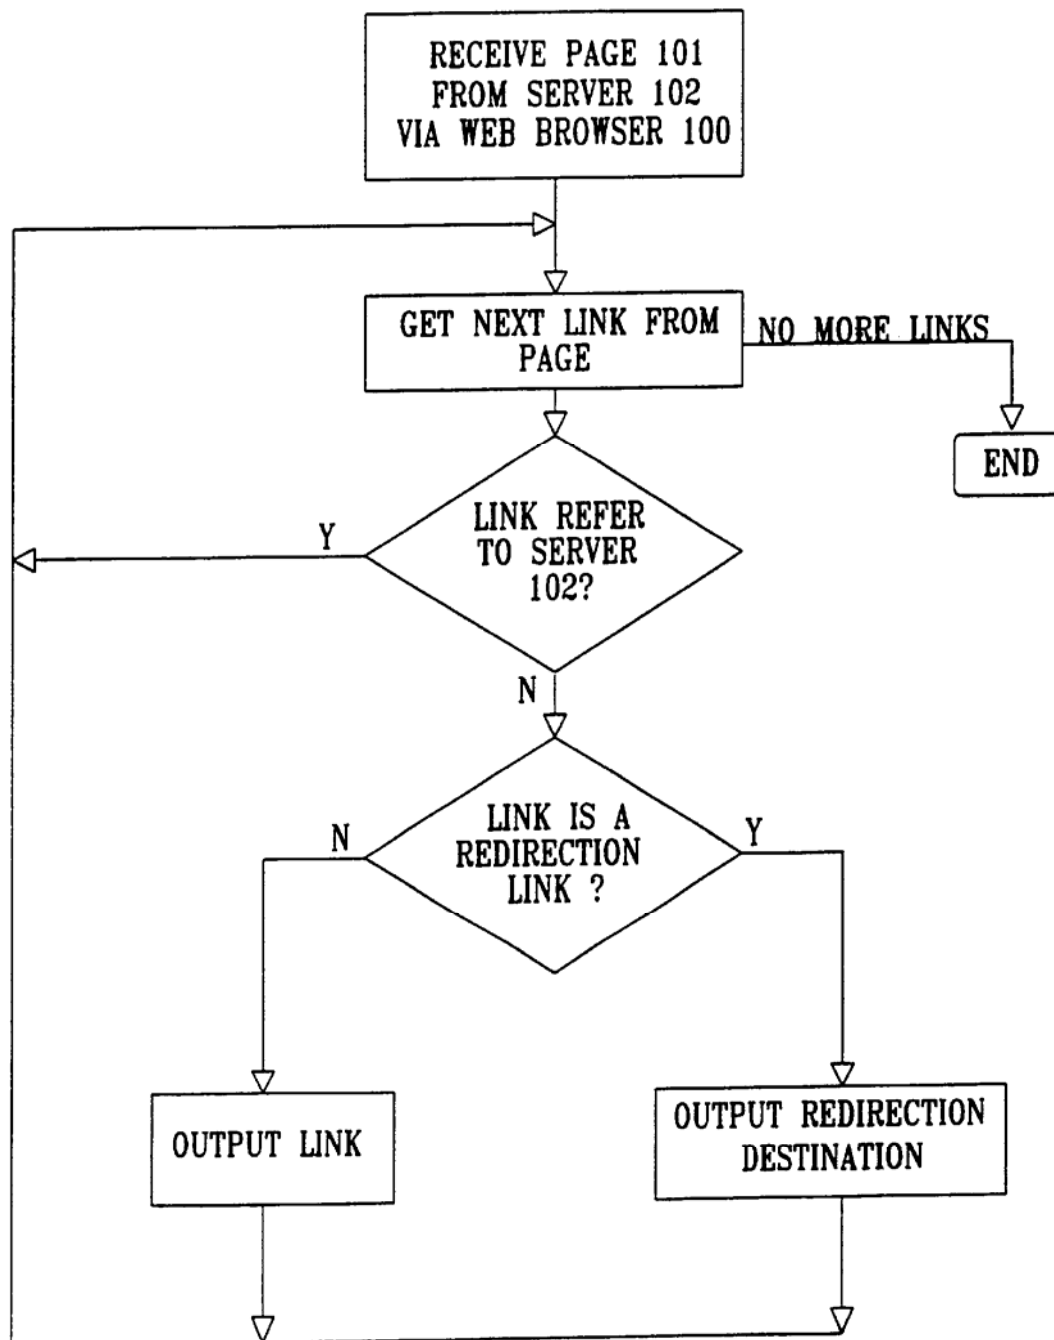 RECEIVE PAGE 101
FROM SERVER 102
VIA WEB BROWSER 100
GET NEXT LINK FROM
PAGE
NO MORE LINKS
END
LINK REFER
TO SERVER
102?
Y
N
LINK IS A
REDIRECTION
LINK ?
N
Y
OUTPUT LINK
OUTPUT REDIRECTION
DESTINATION